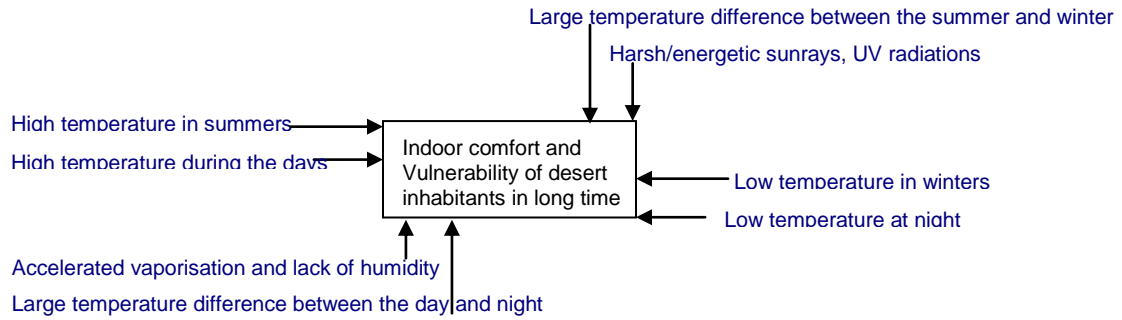 Large temperature difference between the summer and winter
Harsh/energetic sunrays, UV radiations
High temperature in summers
High temperature during the days
Indoor comfort and
Vulnerability of desert
inhabitants in long time
Low temperature in winters
Low temperature at night
Accelerated vaporisation and lack of humidity
Large temperature difference between the day and night